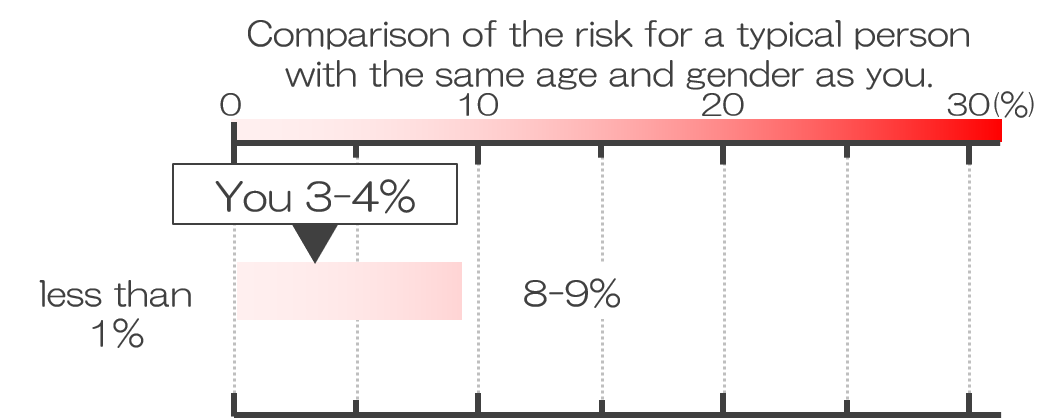 Comparison of the risk for a typical person
with the same age and gender as you.
0 10 20 30(%)
You 3-4%
less than
1%
8-9%